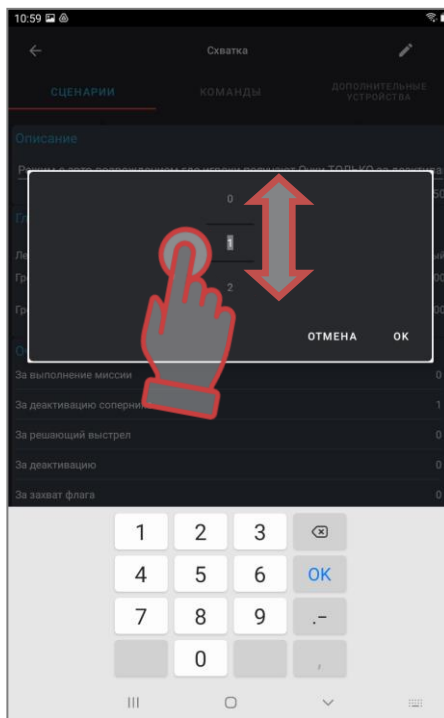 10:59
Схватка
СЦЕНАРИИ
КОМАНДЫ
ДОПОЛНИТЕЛЬНЫЕ
УСТРОЙСТВА
Описание
0
1
2
ОТМЕНА
OK
За выполнение миссии
0
За деактивацию соперни
1
За решающий выстрел
0
За деактивацию
0
За захват флага
0
1 2 3
4 5 6 OK
7 8 9 .-
0 ,